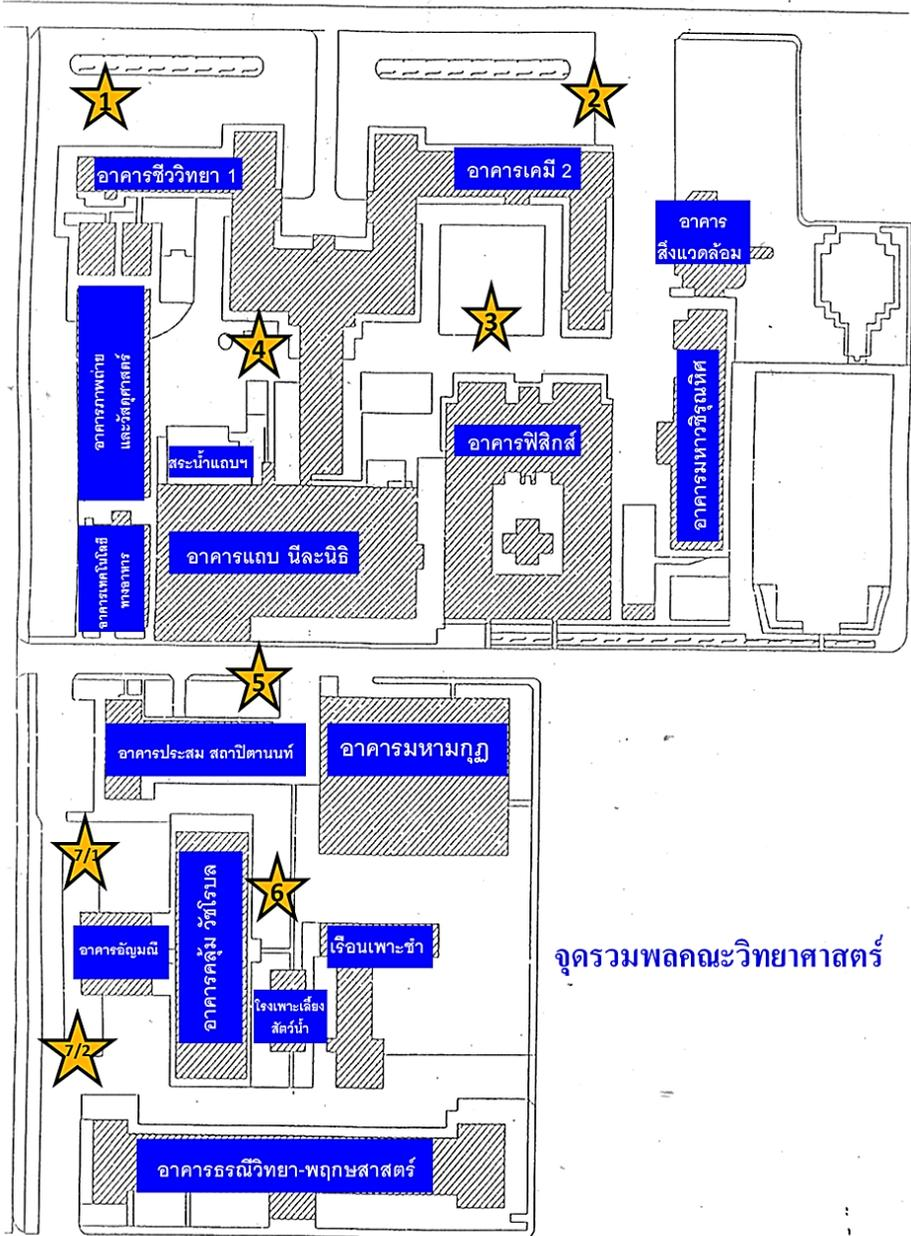 1
2
อาคารชีววิทยา 1
อาคารเคมี 2
อาคาร
สิ่งแวดล้อม
3
4
อาคารภาพถ่าย
และวัสดุศาสตร์
อาคารมหาวชิรุณหิศ
อาคารฟิสิกส์
สระน้ำแถบฯ
อาคารแถบ นีละนิธิ
อาคารเทคโนโลยี
ทางอาหาร
5
อาคารประสม สถาปิตานนท์
อาคารมหามกุฏ
7/1
6
อาคารคลุ้ม วัชโรบล
อาคารอัญมณี
เรือนเพาะชำ
จุดรวมพลคณะวิทยาศาสตร์
โรงเพาะเลี้ยง
สัตว์น้ำ
7/2
อาคารธรณีวิทยา-พฤกษศาสตร์